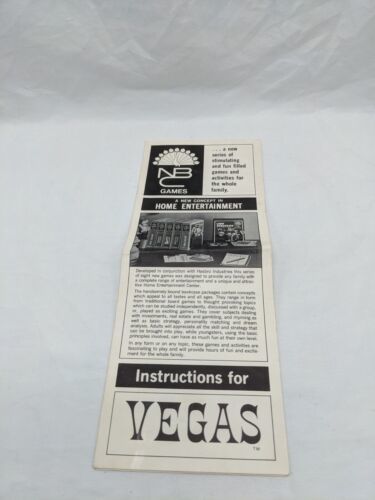 NBC
GAMES
. . . a new
series of
stimulating
and fun filled
games and
activities for
the whole
family.
A NEW CONCEPT IN
HOME ENTERTAINMENT
Developed in conjunction with Hasbro Industries this series
of eight new games was designed to provide any family with
a complete range of entertainment and a unique and attrac-
tive Home Entertainment Center.
The handsomely bound bookcase packages contain concepts
which appeal to all tastes and all ages. They range in form
from traditional board games to thought provoking topics
which can be studied independently, discussed with a group,
or, played as exciting games. They cover subjects dealing
with investments, real estate and gambling, and rhyming as
well as basic strategy, personality matching and dream
analysis. Adults will appreciate all the skill and strategy that
can be brought into play, while youngsters, using the basic
principles involved, can have as much fun at their own level.
In any form or on any topic, these games and activities are
fascinating to play and will provide hours of fun and excite-
ment for the whole family.
Instructions for
VEGAS
TM